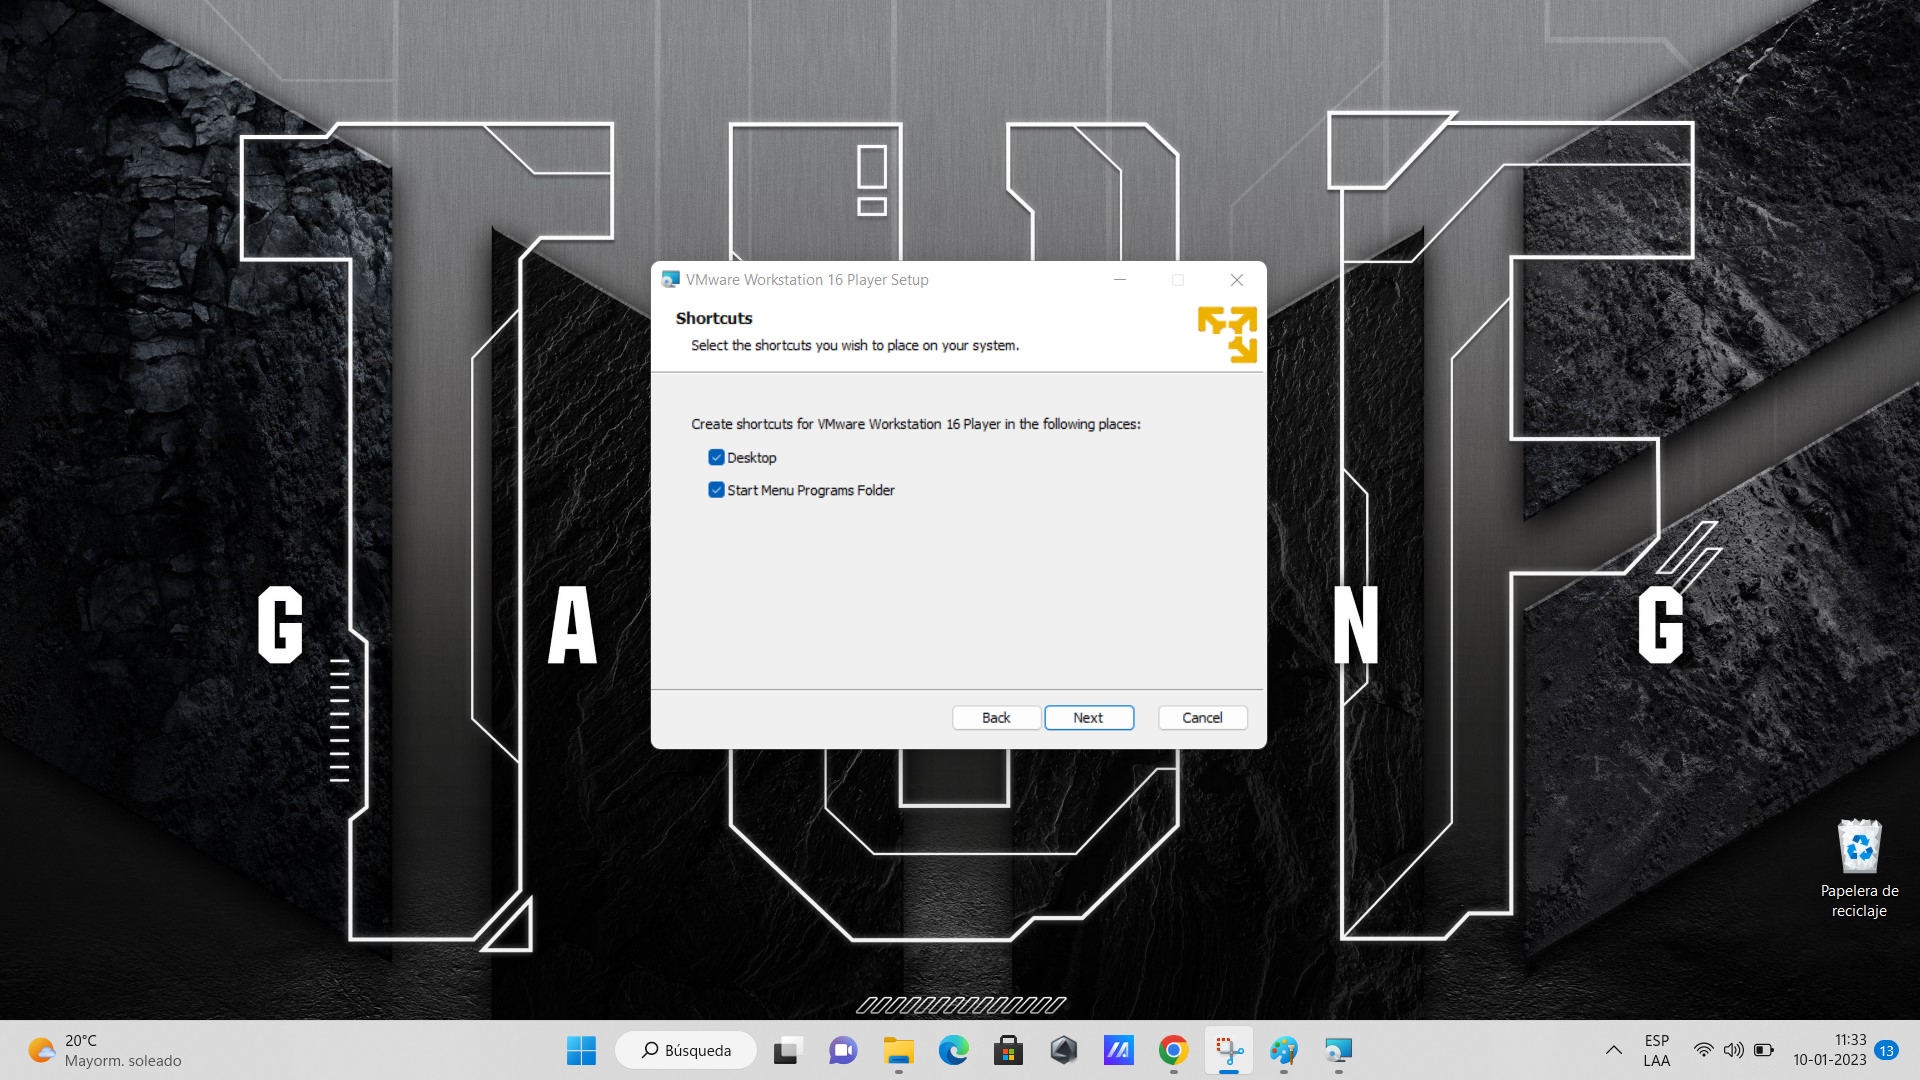 VMware Workstation 16 Player Setup
Shortcuts
Select the shortcuts you wish to place on your system.
Create shortcuts for VMware Workstation 16 Player in the following places:
Desktop
Start Menu Programs Folder
G A N G
Back Next Cancel
Papelera de
reciclaje
20°C
Mayorm. soleado
Búsqueda
ESP
LAA
11:33
10-01-2023
13